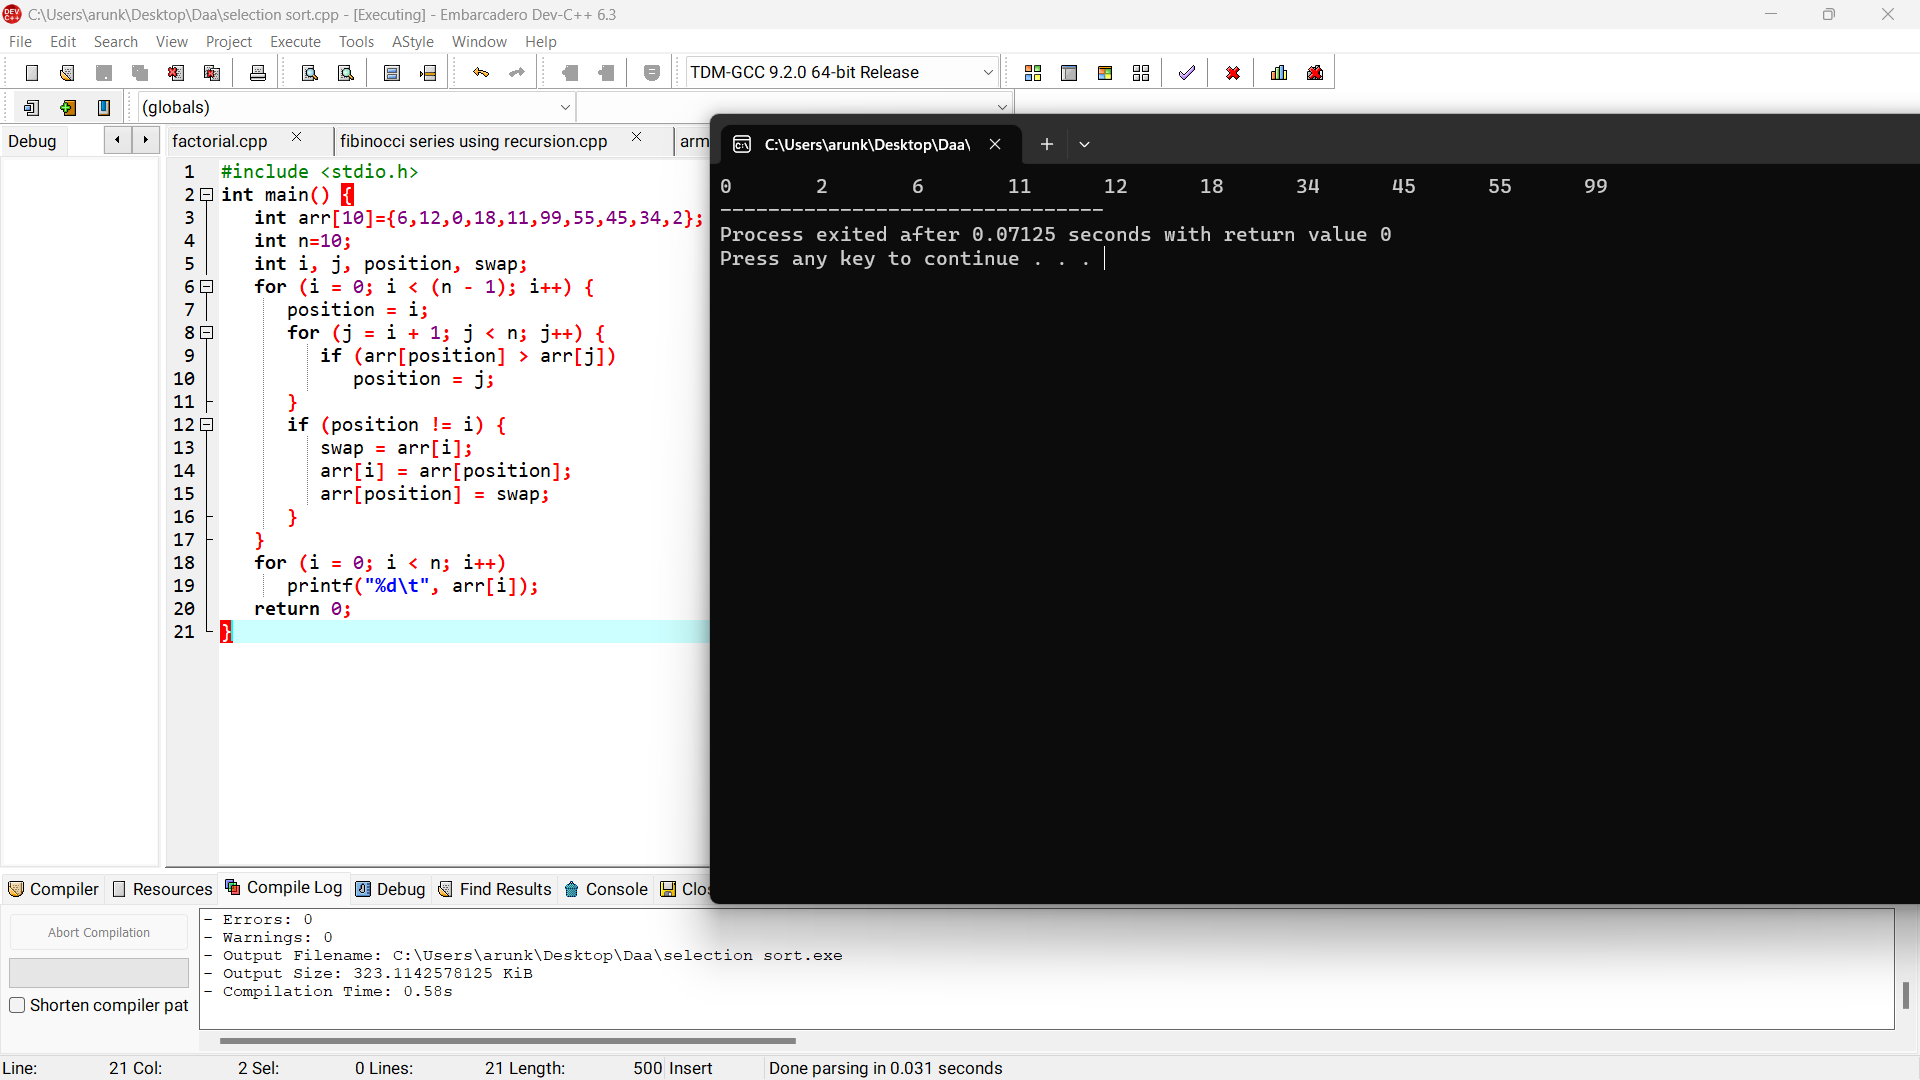 C:\Users\arunk\Desktop\Daa\selection sort.cpp - [Executing] - Embarcadero Dev-C++ 6.3
File Edit Search View Project Execute Tools AStyle Window Help
TDM-GCC 9.2.0 64-bit Release
(globals)
Debug factorial.cpp fibinocci series using recursion.cpp arm
1 #include <stdio.h>
2 int main() {
3 int arr[10]={6,12,0,18,11,99,55,45,34,2};
4 int n=10;
5 int i, j, position, swap;
6 for (i = 0; i < (n - 1); i++) {
7 position = i;
8 for (j = i + 1; j < n; j++) {
9 if (arr[position] > arr[j])
10 position = j;
11 }
12 if (position != i) {
13 swap = arr[i];
14 arr[i] = arr[position];
15 arr[position] = swap;
16 }
17 }
18 for (i = 0; i < n; i++)
19 printf("%d\t", arr[i]);
20 return 0;
21 }
C:\Users\arunk\Desktop\Daa\
0 2 6 11 12 18 34 45 55 99
--------------------------------
Process exited after 0.07125 seconds with return value 0
Press any key to continue . . .
Compiler Resources Compile Log Debug Find Results Console Clo
Abort Compilation
Shorten compiler pat
- Errors: 0
- Warnings: 0
- Output Filename: C:\Users\arunk\Desktop\Daa\selection sort.exe
- Output Size: 323.1142578125 KiB
- Compilation Time: 0.58s
Line: 21 Col: 2 Sel: 0 Lines: 21 Length: 500 Insert Done parsing in 0.031 seconds